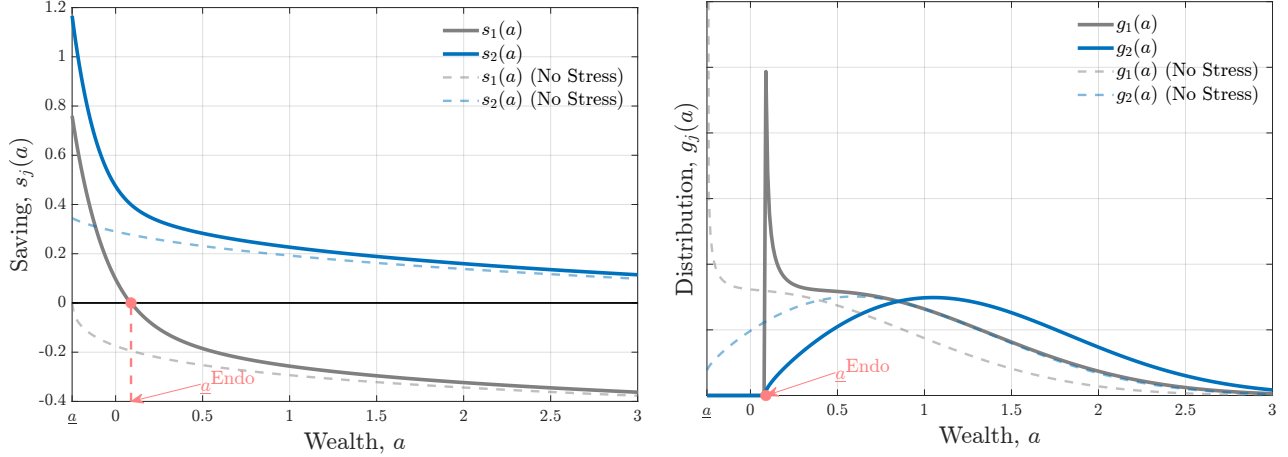 1.2
1
0.8
0.6
0.4
0.2
0
-0.2
-0.4
Saving, s_j(a)
s_1(a)
s_2(a)
s_1(a) (No Stress)
s_2(a) (No Stress)
a̲^Endo
a̲ 0 0.5 1 1.5 2 2.5 3
Wealth, a
Distribution, g_j(a)
g_1(a)
g_2(a)
g_1(a) (No Stress)
g_2(a) (No Stress)
a̲^Endo
a̲ 0 0.5 1 1.5 2 2.5 3
Wealth, a